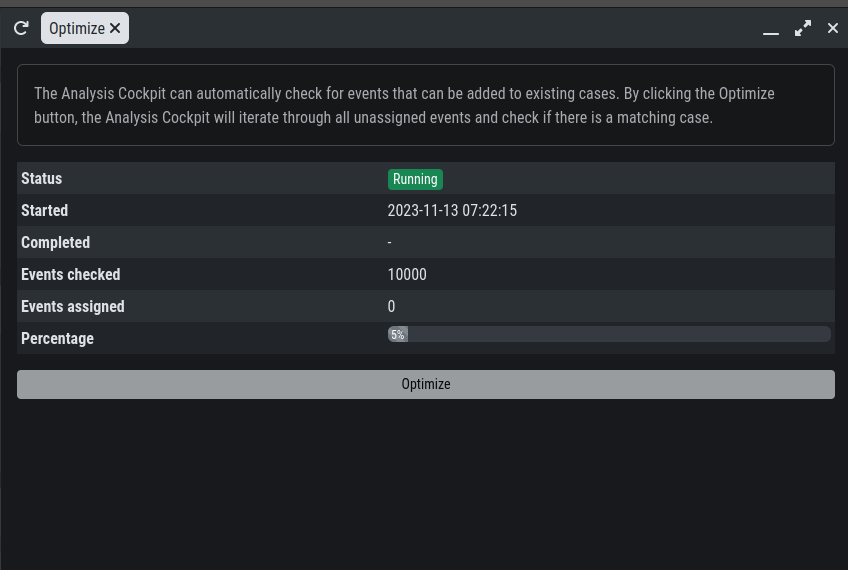 Optimize
The Analysis Cockpit can automatically check for events that can be added to existing cases. By clicking the Optimize
button, the Analysis Cockpit will iterate through all unassigned events and check if there is a matching case.
Status Running
Started 2023-11-13 07:22:15
Completed -
Events checked 10000
Events assigned 0
Percentage 5%
Optimize